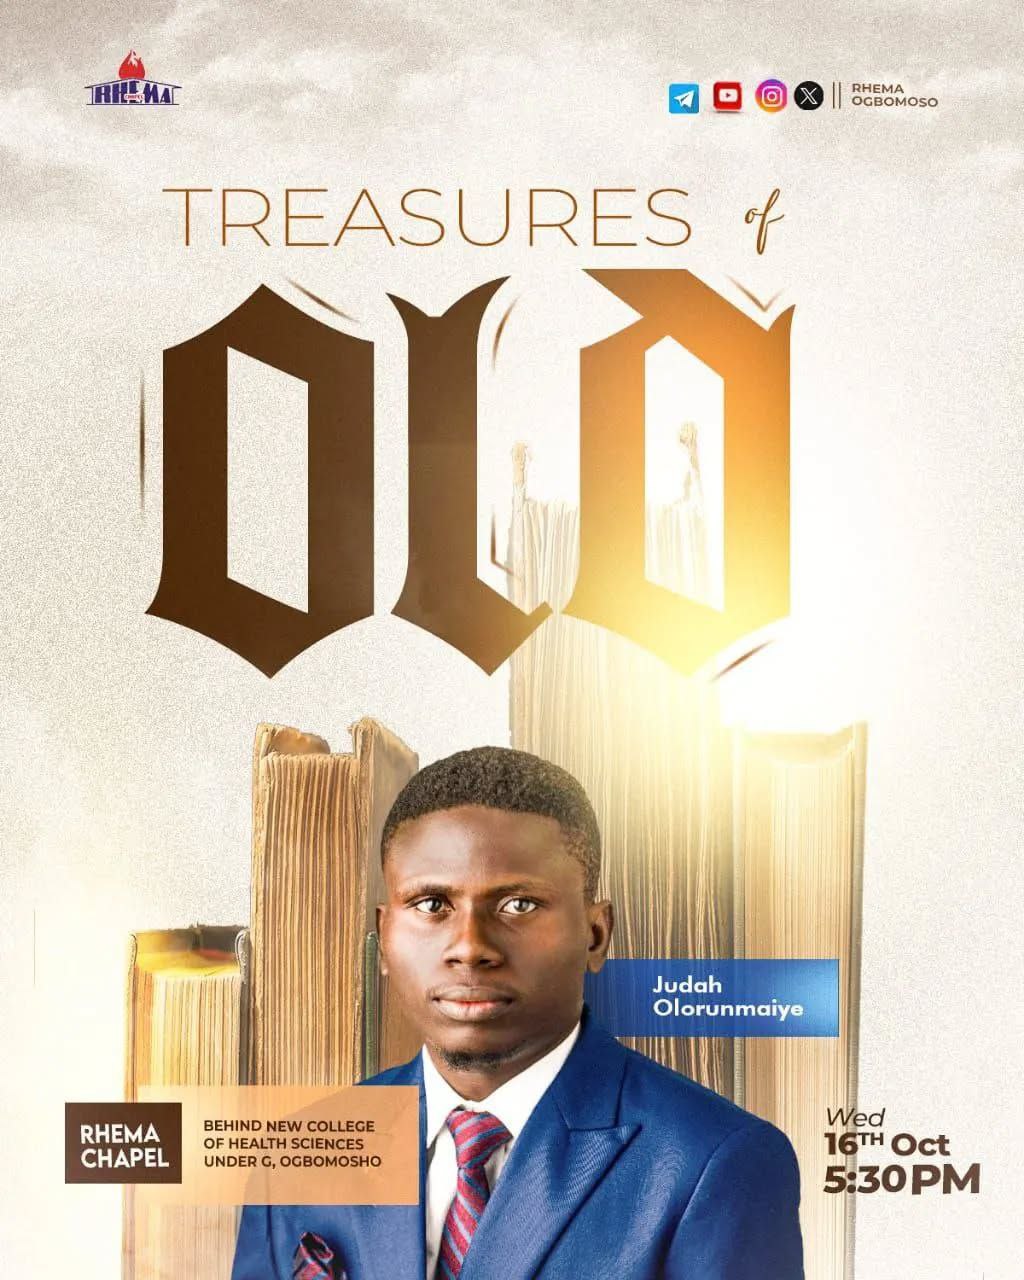 RHEMA
RHEMA
OGBOMOSO
TREASURES of
OLD
Judah
Olorunmaiye
RHEMA
CHAPEL
BEHIND NEW COLLEGE
OF HEALTH SCIENCES
UNDER G, OGBOMOSHO
Wed
16TH Oct
5:30PM